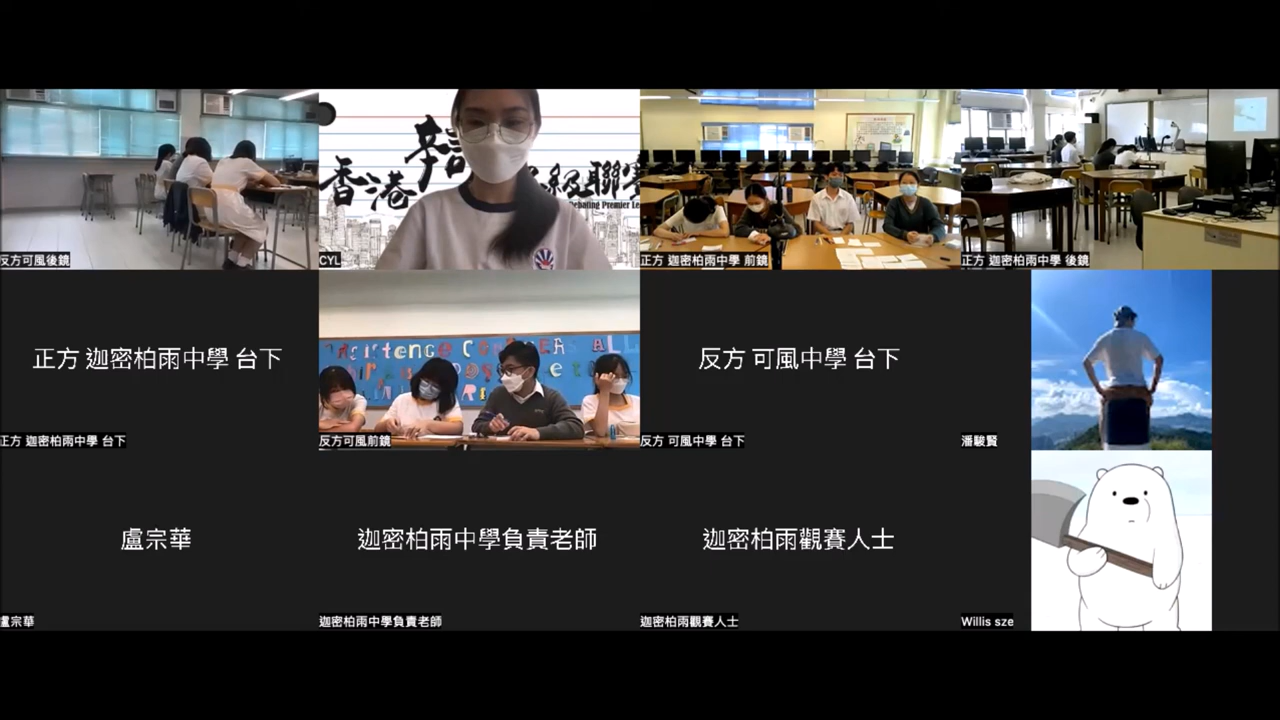 香港
級聯賽
Debating Premier Le
反方可風後鏡
CYL
正方 迦密柏雨中學 前鏡
正方 迦密柏雨中學 後鏡
正方 迦密柏雨中學 台下
正方 迦密柏雨中學 台下
反方可風前鏡
反方 可風中學 台下
反方 可風中學 台下
潘駿賢
盧宗華
盧宗華
迦密柏雨中學負責老師
迦密柏雨中學負責老師
迦密柏雨觀賽人士
迦密柏雨觀賽人士
Willis sze